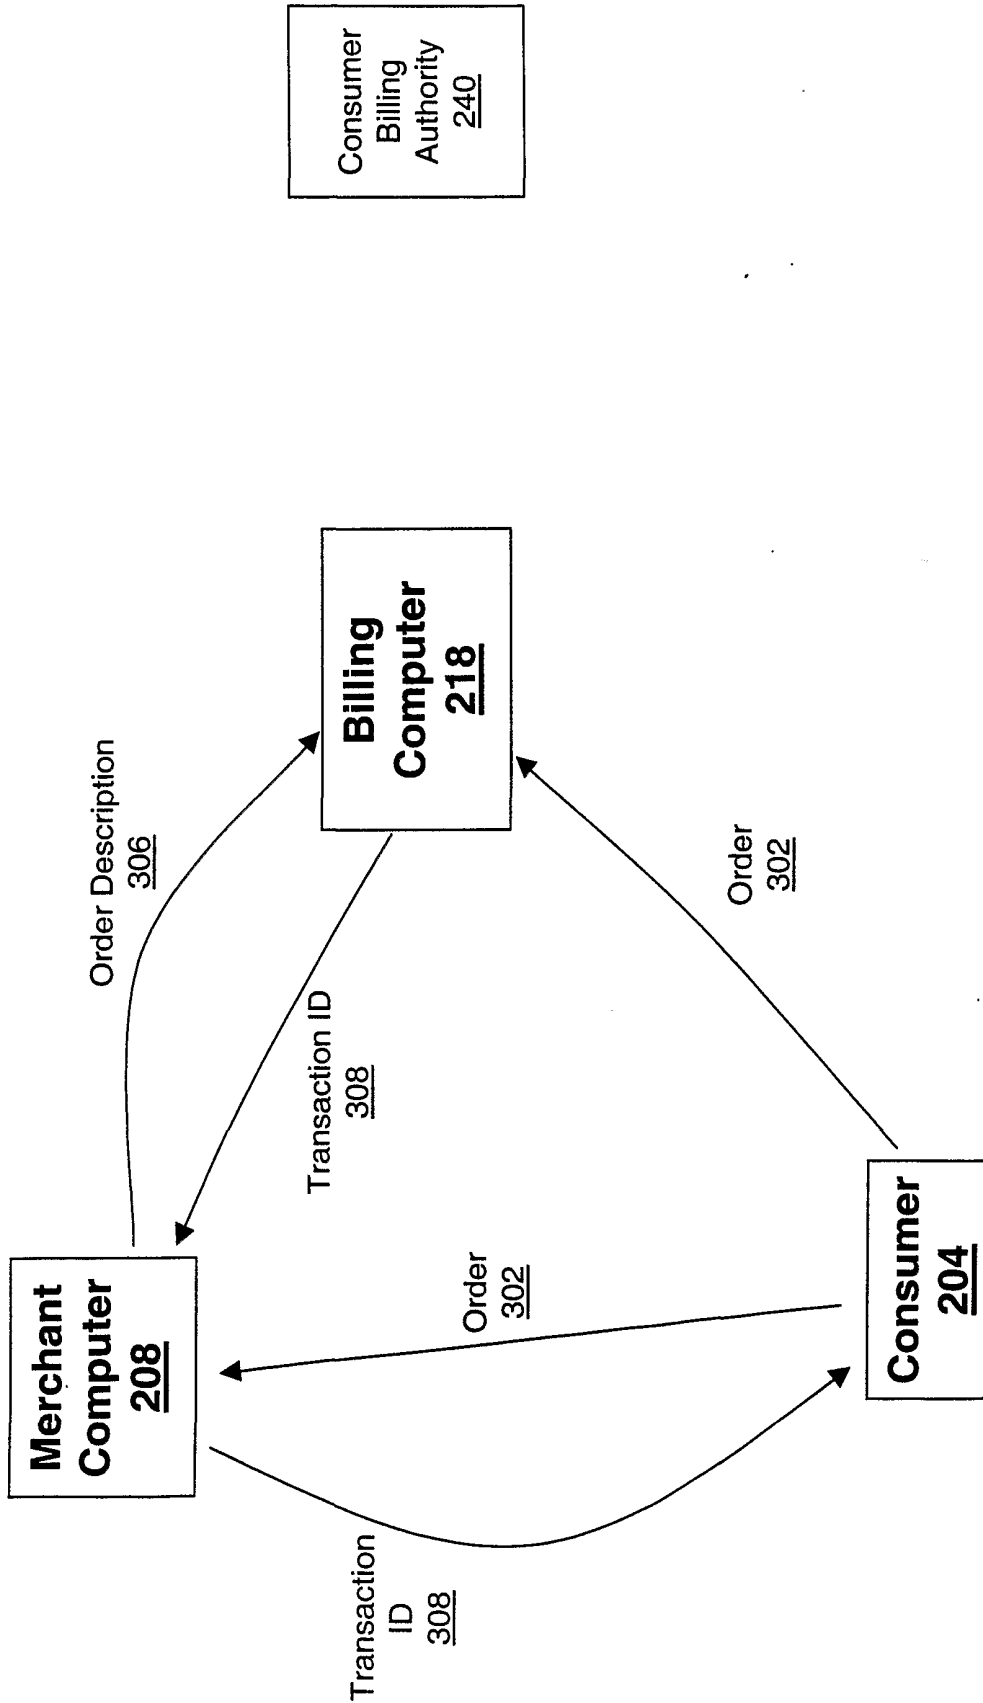 Merchant
Computer
208
Order Description
306
Billing
Computer
218
Consumer
Billing
Authority
240
Transaction ID
308
Transaction
ID
308
Order
302
Order
302
Consumer
204